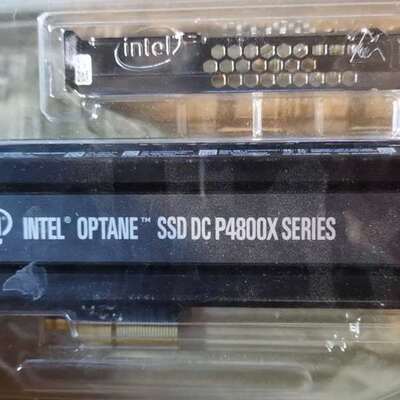 intel
INTEL® OPTANE™ SSD DC P4800X SERIES